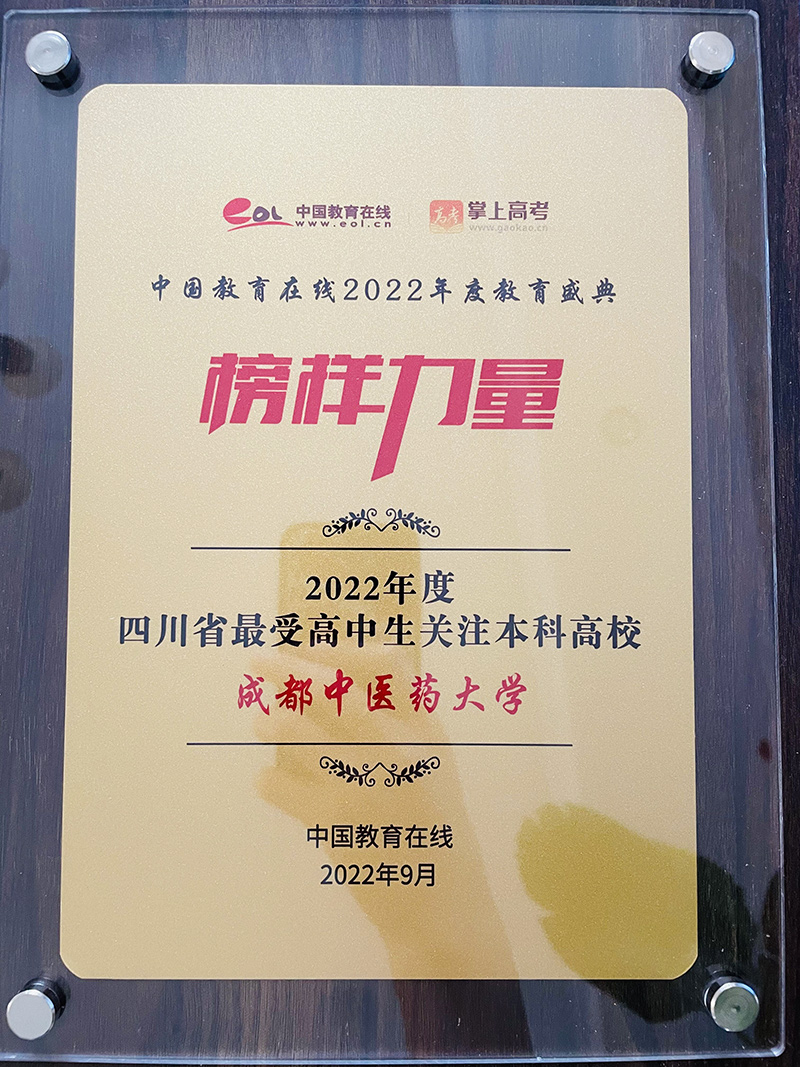 eol 中国教育在线 www.eol.cn
高考 掌上高考 www.gaokao.cn
中国教育在线2022年度教育盛典
榜样力量
2022年度
四川省最受高中生关注本科高校
成都中医药大学
中国教育在线
2022年9月